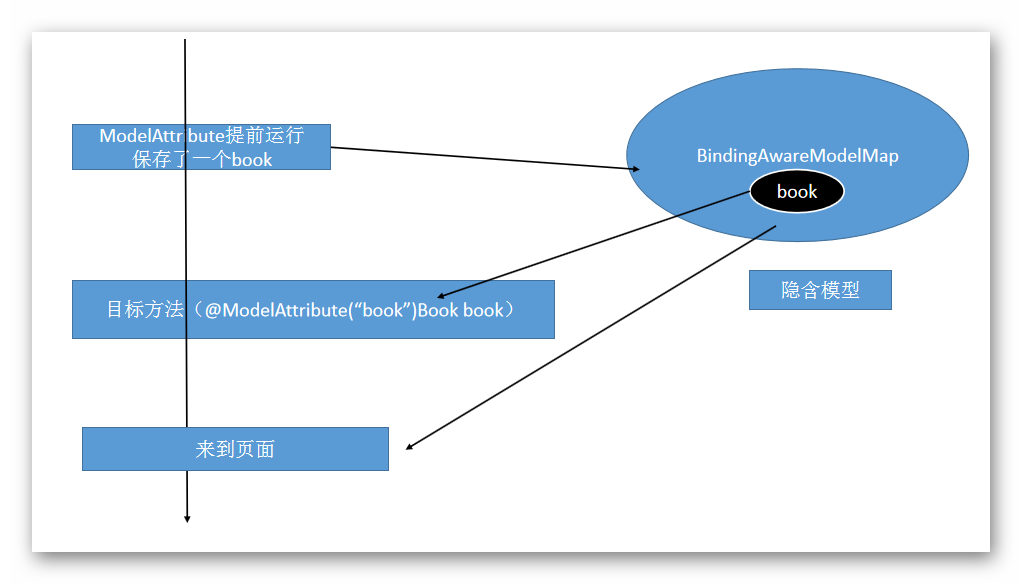 ModelAttribute提前运行
保存了一个book
BindingAwareModelMap
book
目标方法（@ModelAttribute(“book”)Book book）
隐含模型
来到页面